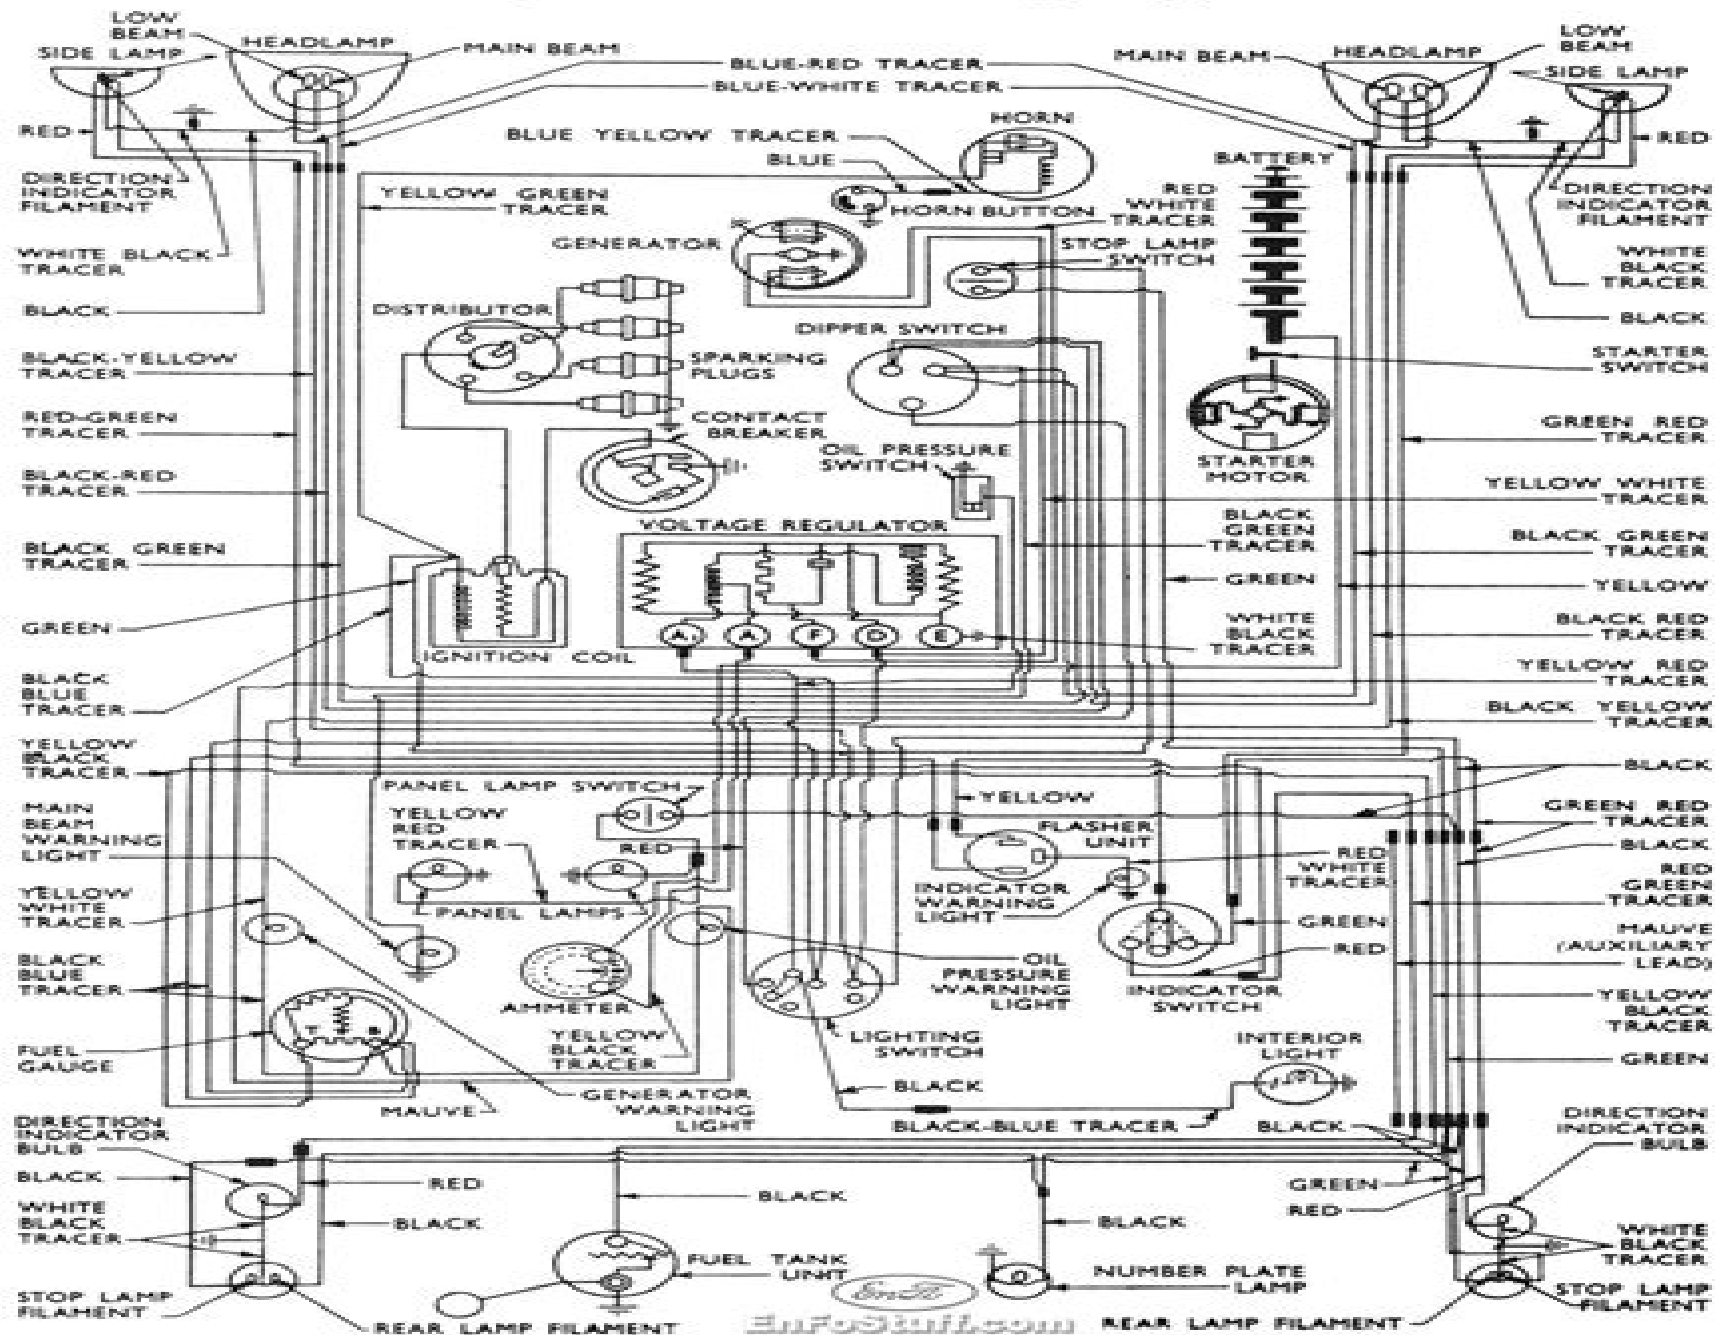 LOW
BEAM
SIDE LAMP
HEADLAMP
MAIN BEAM
BLUE-RED TRACER
BLUE-WHITE TRACER
MAIN BEAM
HEADLAMP
LOW
BEAM
SIDE LAMP
RED
BLUE YELLOW TRACER
BLUE
HORN
BATTERY
RED
DIRECTION
INDICATOR
FILAMENT
YELLOW GREEN
TRACER
HORN BUTTON
RED
WHITE
TRACER
DIRECTION
INDICATOR
FILAMENT
WHITE BLACK
TRACER
GENERATOR
STOP LAMP
SWITCH
WHITE
BLACK
TRACER
BLACK
DISTRIBUTOR
DIPPER SWITCH
BLACK
BLACK-YELLOW
TRACER
SPARKING
PLUGS
STARTER
SWITCH
RED-GREEN
TRACER
CONTACT
BREAKER
GREEN RED
TRACER
BLACK-RED
TRACER
OIL PRESSURE
SWITCH
STARTER
MOTOR
YELLOW WHITE
TRACER
VOLTAGE REGULATOR
BLACK
GREEN
TRACER
BLACK GREEN
TRACER
BLACK GREEN
TRACER
GREEN
YELLOW
GREEN
A1 A F D E
WHITE
BLACK
TRACER
BLACK RED
TRACER
IGNITION COIL
BLACK
BLUE
TRACER
YELLOW RED
TRACER
BLACK YELLOW
TRACER
YELLOW
BLACK
TRACER
BLACK
PANEL LAMP SWITCH
MAIN
BEAM
WARNING
LIGHT
YELLOW
RED
TRACER
RED
YELLOW
FLASHER
UNIT
GREEN RED
TRACER
BLACK
RED
WHITE
TRACER
RED
GREEN
TRACER
YELLOW
WHITE
TRACER
PANEL LAMPS
INDICATOR
WARNING
LIGHT
GREEN
MAUVE
(AUXILIARY
LEAD)
RED
BLACK
BLUE
TRACER
AMMETER
OIL
PRESSURE
WARNING
LIGHT
INDICATOR
SWITCH
YELLOW
BLACK
TRACER
FUEL
GAUGE
YELLOW
BLACK
TRACER
LIGHTING
SWITCH
INTERIOR
LIGHT
GREEN
MAUVE
GENERATOR
WARNING
LIGHT
BLACK
BLACK-BLUE TRACER
BLACK
DIRECTION
INDICATOR
BULB
DIRECTION
INDICATOR
BULB
BLACK
RED
BLACK
GREEN
WHITE
BLACK
TRACER
BLACK
BLACK
RED
WHITE
BLACK
TRACER
FUEL TANK
UNIT
NUMBER PLATE
LAMP
STOP LAMP
FILAMENT
REAR LAMP FILAMENT
EnFoStuff.com
REAR LAMP FILAMENT
STOP LAMP
FILAMENT